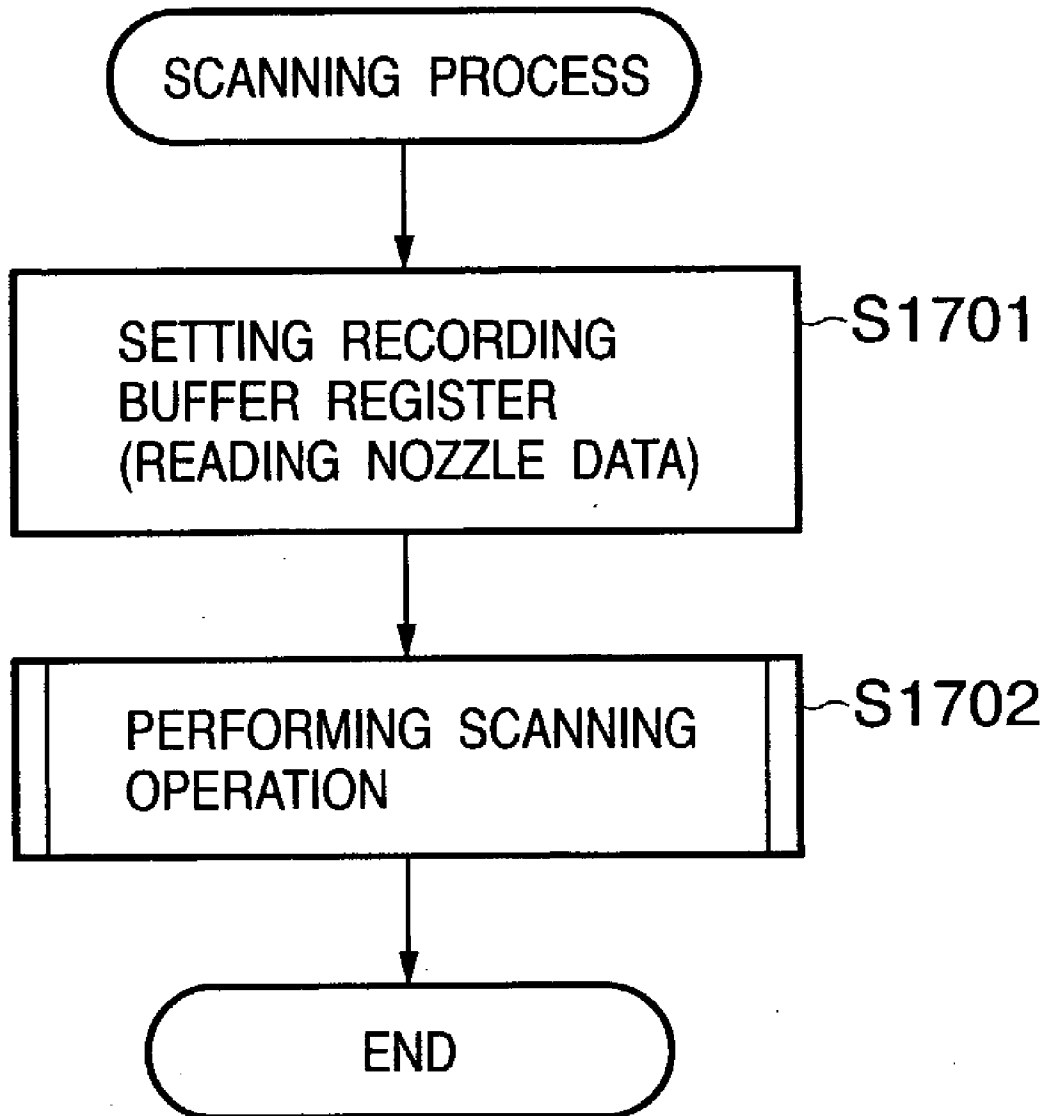 SCANNING PROCESS
SETTING RECORDING
BUFFER REGISTER
(READING NOZZLE DATA)
S1701
PERFORMING SCANNING
OPERATION
S1702
END